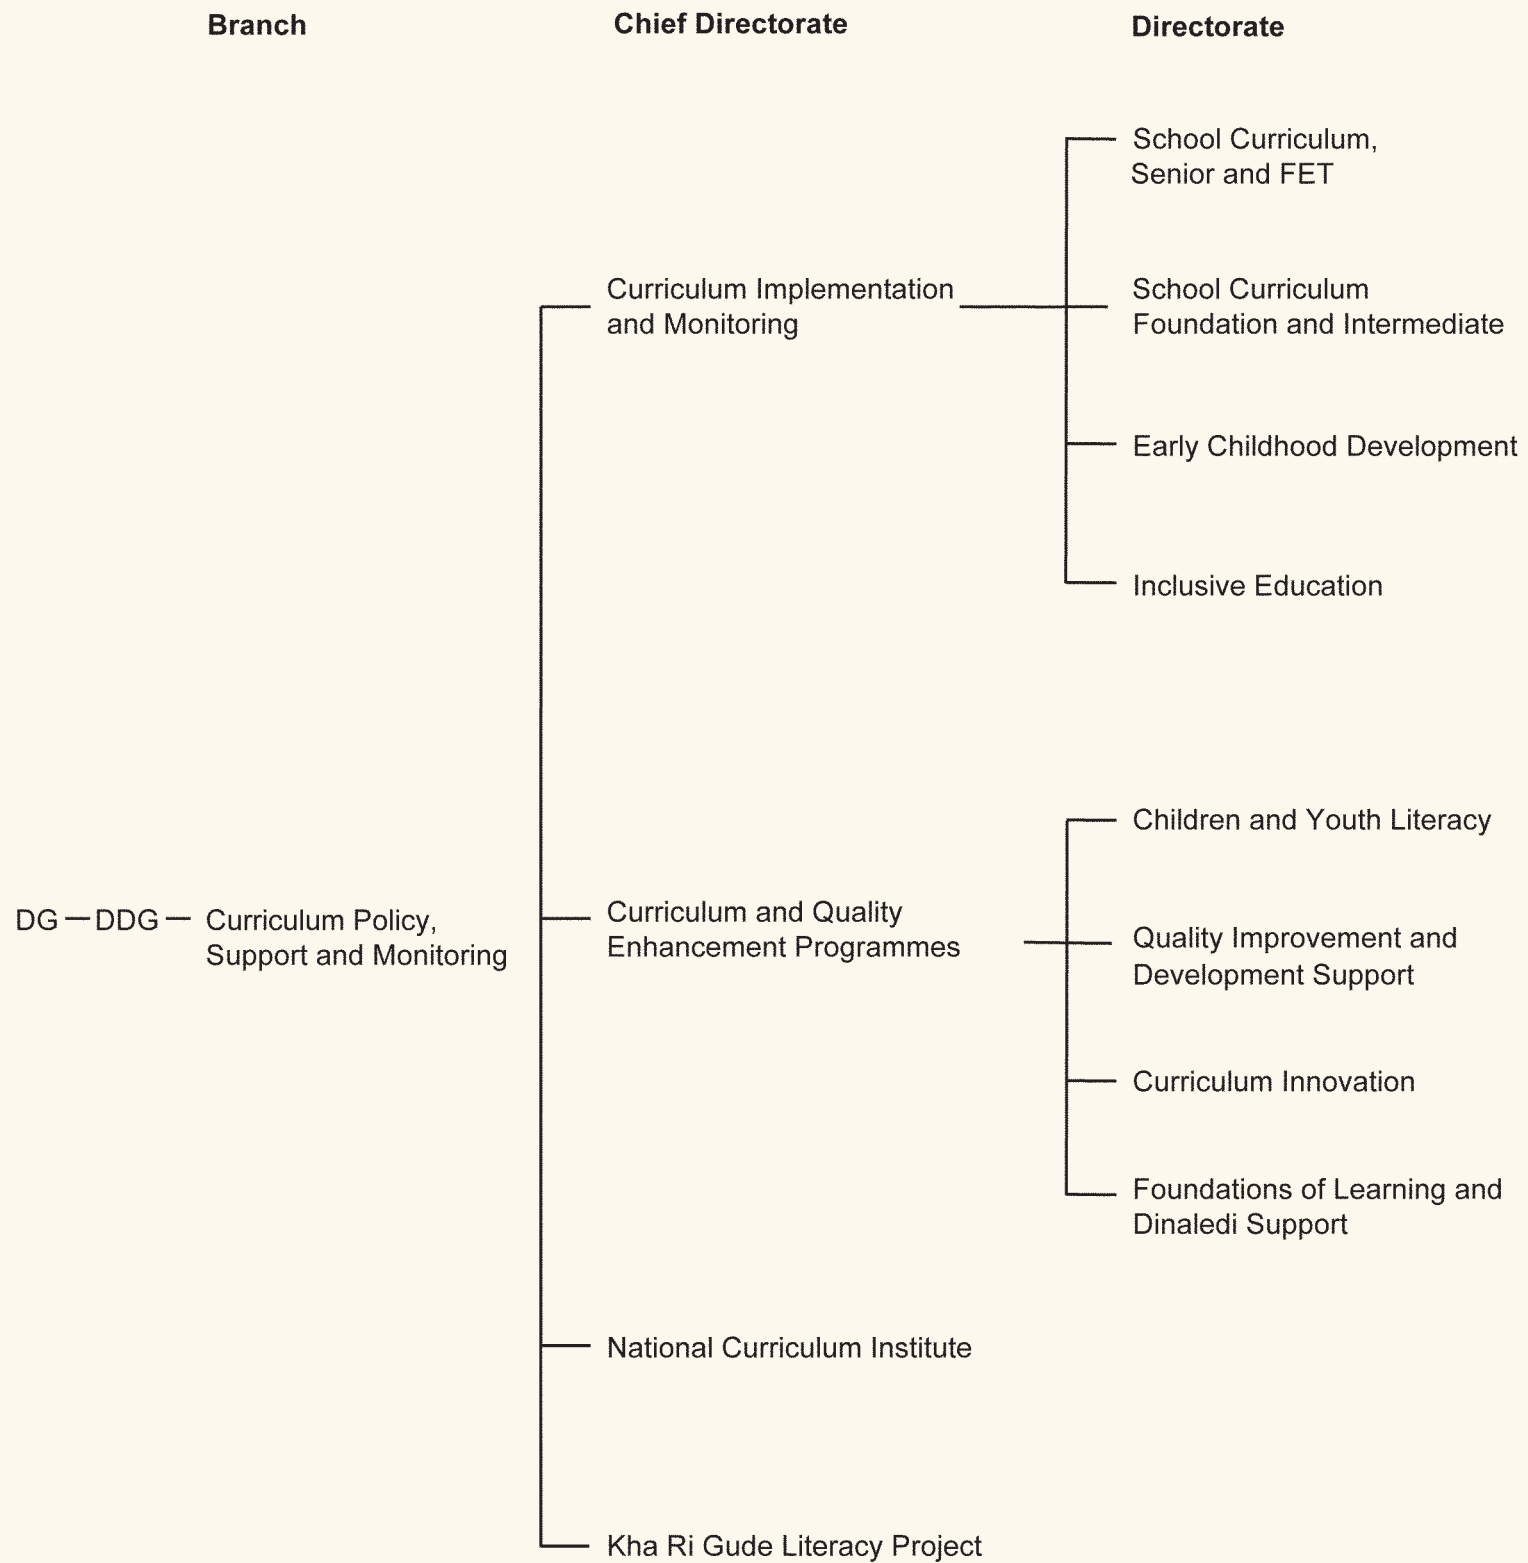 Branch
Chief Directorate
Directorate
School Curriculum,
Senior and FET
Curriculum Implementation
and Monitoring
School Curriculum
Foundation and Intermediate
Early Childhood Development
Inclusive Education
DG — DDG — Curriculum Policy,
Support and Monitoring
Curriculum and Quality
Enhancement Programmes
Children and Youth Literacy
Quality Improvement and
Development Support
Curriculum Innovation
Foundations of Learning and
Dinaledi Support
National Curriculum Institute
Kha Ri Gude Literacy Project